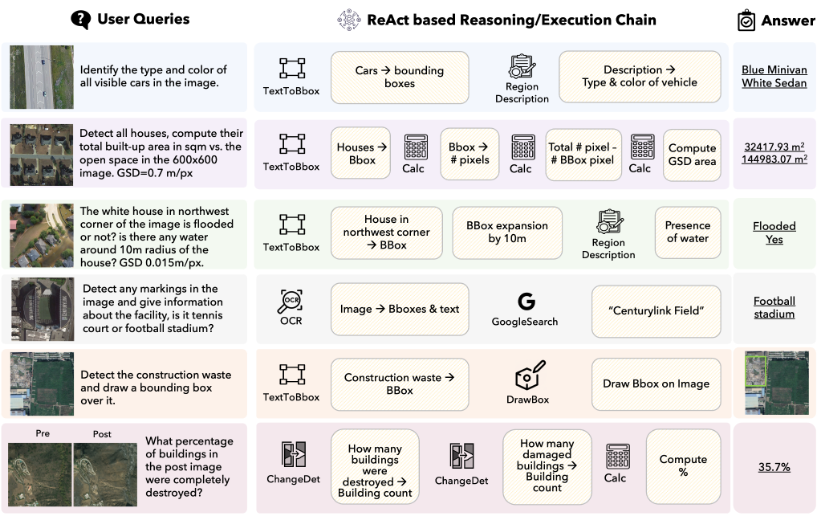 User Queries
ReAct based Reasoning/Execution Chain
Answer
Identify the type and color of
all visible cars in the image.
TextToBbox
Cars → bounding
boxes
Region
Description
Description →
Type & color of vehicle
Blue Minivan
White Sedan
Detect all houses, compute their
total built-up area in sqm vs. the
open space in the 600x600
image. GSD=0.7 m/px
TextToBbox
Houses →
Bbox
Calc
Bbox →
# pixels
Calc
Total # pixel –
# BBox pixel
Calc
Compute
GSD area
32417.93 m²
144983.07 m²
The white house in northwest
corner of the image is flooded
or not? is there any water
around 10m radius of the
house? GSD 0.015m/px.
TextToBbox
House in
northwest corner
→ BBox
BBox expansion
by 10m
Region
Description
Presence
of water
Flooded
Yes
Detect any markings in the
image and give information
about the facility, is it tennis
court or football stadium?
OCR
OCR
Image → Bboxes & text
G
GoogleSearch
“Centurylink Field”
Football
stadium
Detect the construction waste
and draw a bounding box
over it.
TextToBbox
Construction waste →
BBox
DrawBox
Draw Bbox on Image
Pre
Post
What percentage
of buildings in
the post image
were completely
destroyed?
ChangeDet
How many
buildings
were
destroyed →
Building count
ChangeDet
How many
damaged
buildings →
Building
count
Calc
Compute
%
35.7%